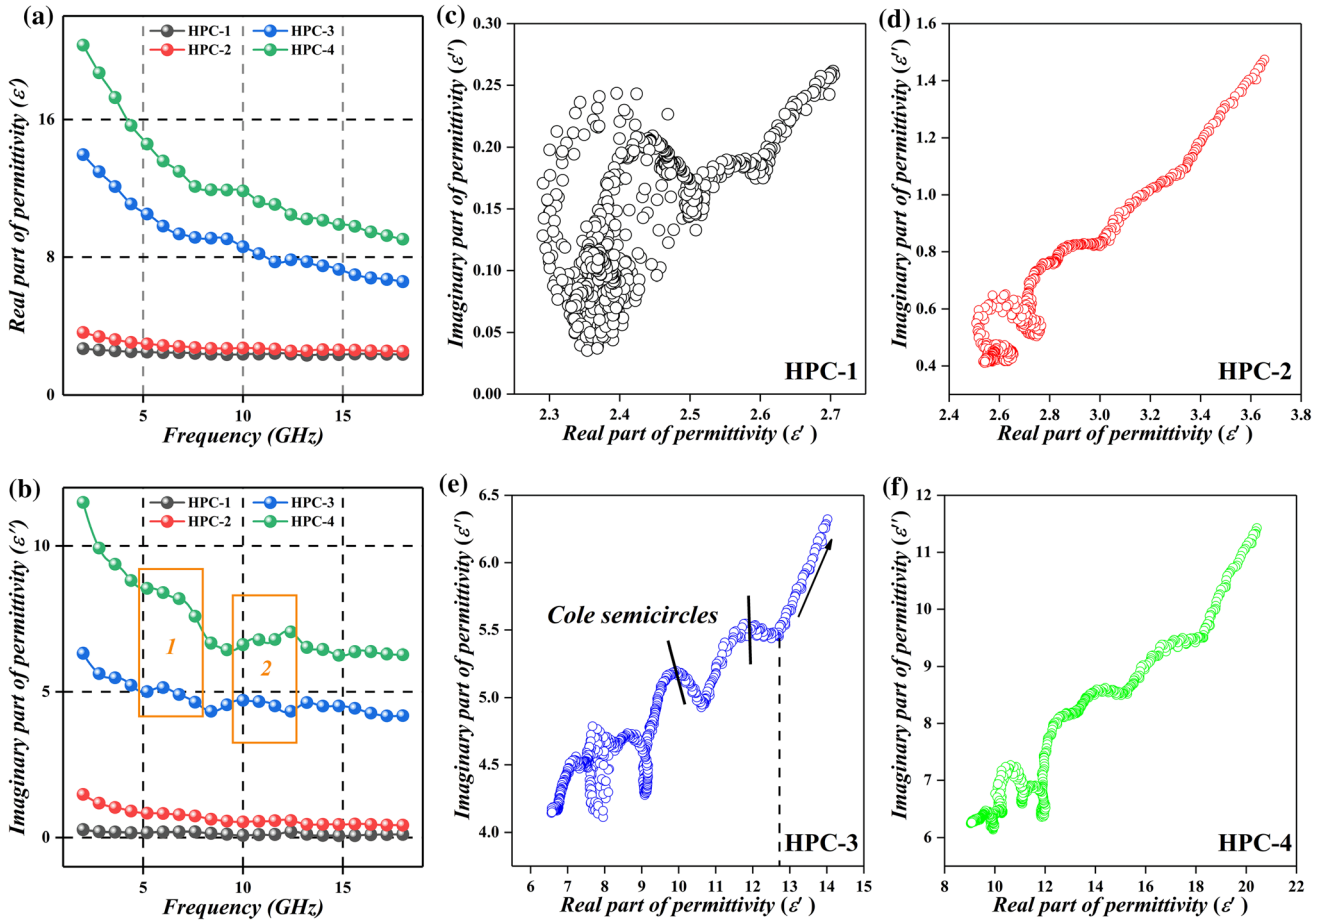 (a)
HPC-1 HPC-3
HPC-2 HPC-4
Real part of permittivity (ε′)
16
8
0
5 10 15
Frequency (GHz)
(c)
Imaginary part of permittivity (ε′′)
0.30
0.25
0.20
0.15
0.10
0.05
0.00
HPC-1
2.3 2.4 2.5 2.6 2.7
Real part of permittivity (ε′ )
(d)
Imaginary part of permittivity (ε′′)
1.6
1.4
1.2
1.0
0.8
0.6
0.4
HPC-2
2.4 2.6 2.8 3.0 3.2 3.4 3.6 3.8
Real part of permittivity (ε′ )
(b)
HPC-1 HPC-3
HPC-2 HPC-4
Imaginary part of permittivity (ε′′)
10
5
0
1
2
5 10 15
Frequency (GHz)
(e)
Imaginary part of permittivity (ε′′)
6.5
6.0
5.5
5.0
4.5
4.0
Cole semicircles
HPC-3
6 7 8 9 10 11 12 13 14 15
Real part of permittivity (ε′ )
(f)
Imaginary part of permittivity (ε′′)
12
11
10
9
8
7
6
HPC-4
8 10 12 14 16 18 20 22
Real part of permittivity (ε′ )